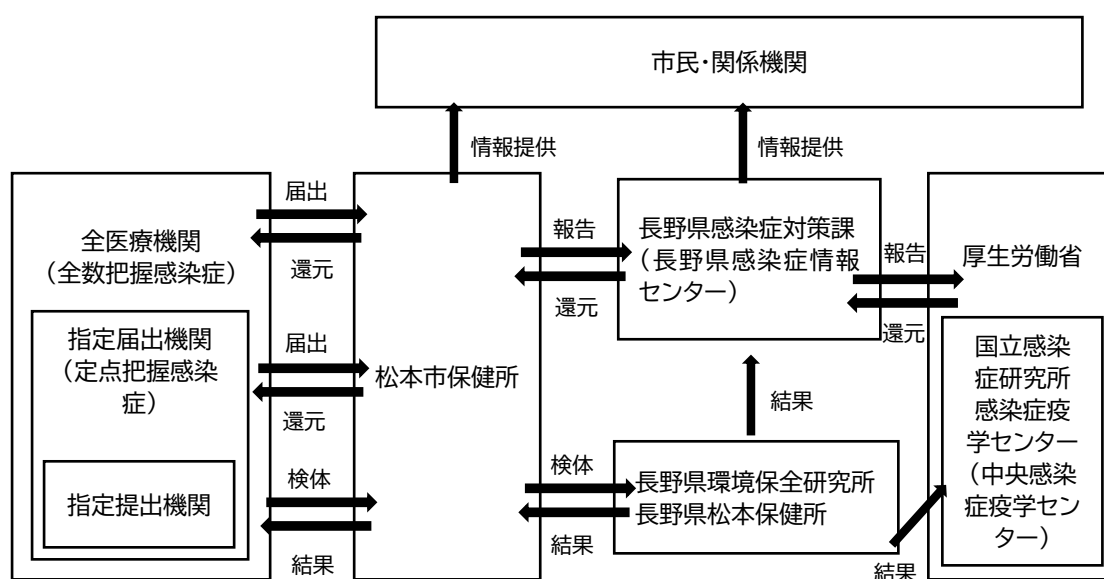 市民・関係機関
情報提供
情報提供
全医療機関
（全数把握感染症）
指定届出機関
（定点把握感染
症）
指定提出機関
届出
還元
届出
還元
検体
結果
松本市保健所
報告
還元
検体
結果
長野県感染症対策課
（長野県感染症情報
センター）
結果
長野県環境保全研究所
長野県松本保健所
報告
還元
結果
厚生労働省
国立感染
症研究所
感染症疫
学センター
（中央感染
症疫学セン
ター）